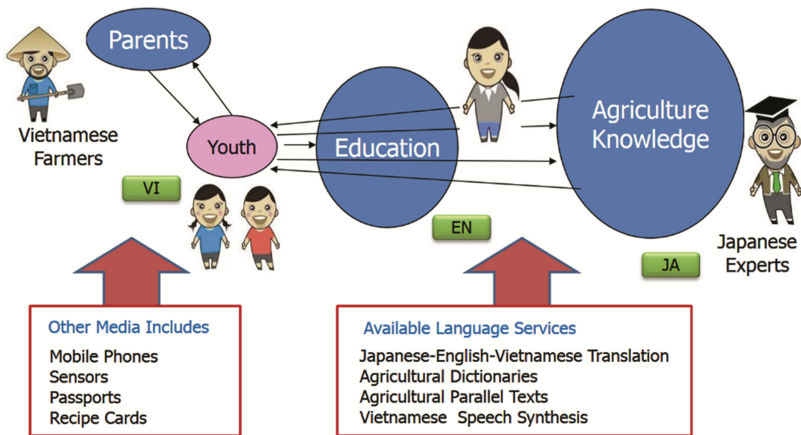 Parents
Vietnamese
Farmers
Youth
Education
Agriculture
Knowledge
VI
EN
JA
Japanese
Experts
Other Media Includes
Mobile Phones
Sensors
Passports
Recipe Cards
Available Language Services
Japanese-English-Vietnamese Translation
Agricultural Dictionaries
Agricultural Parallel Texts
Vietnamese Speech Synthesis